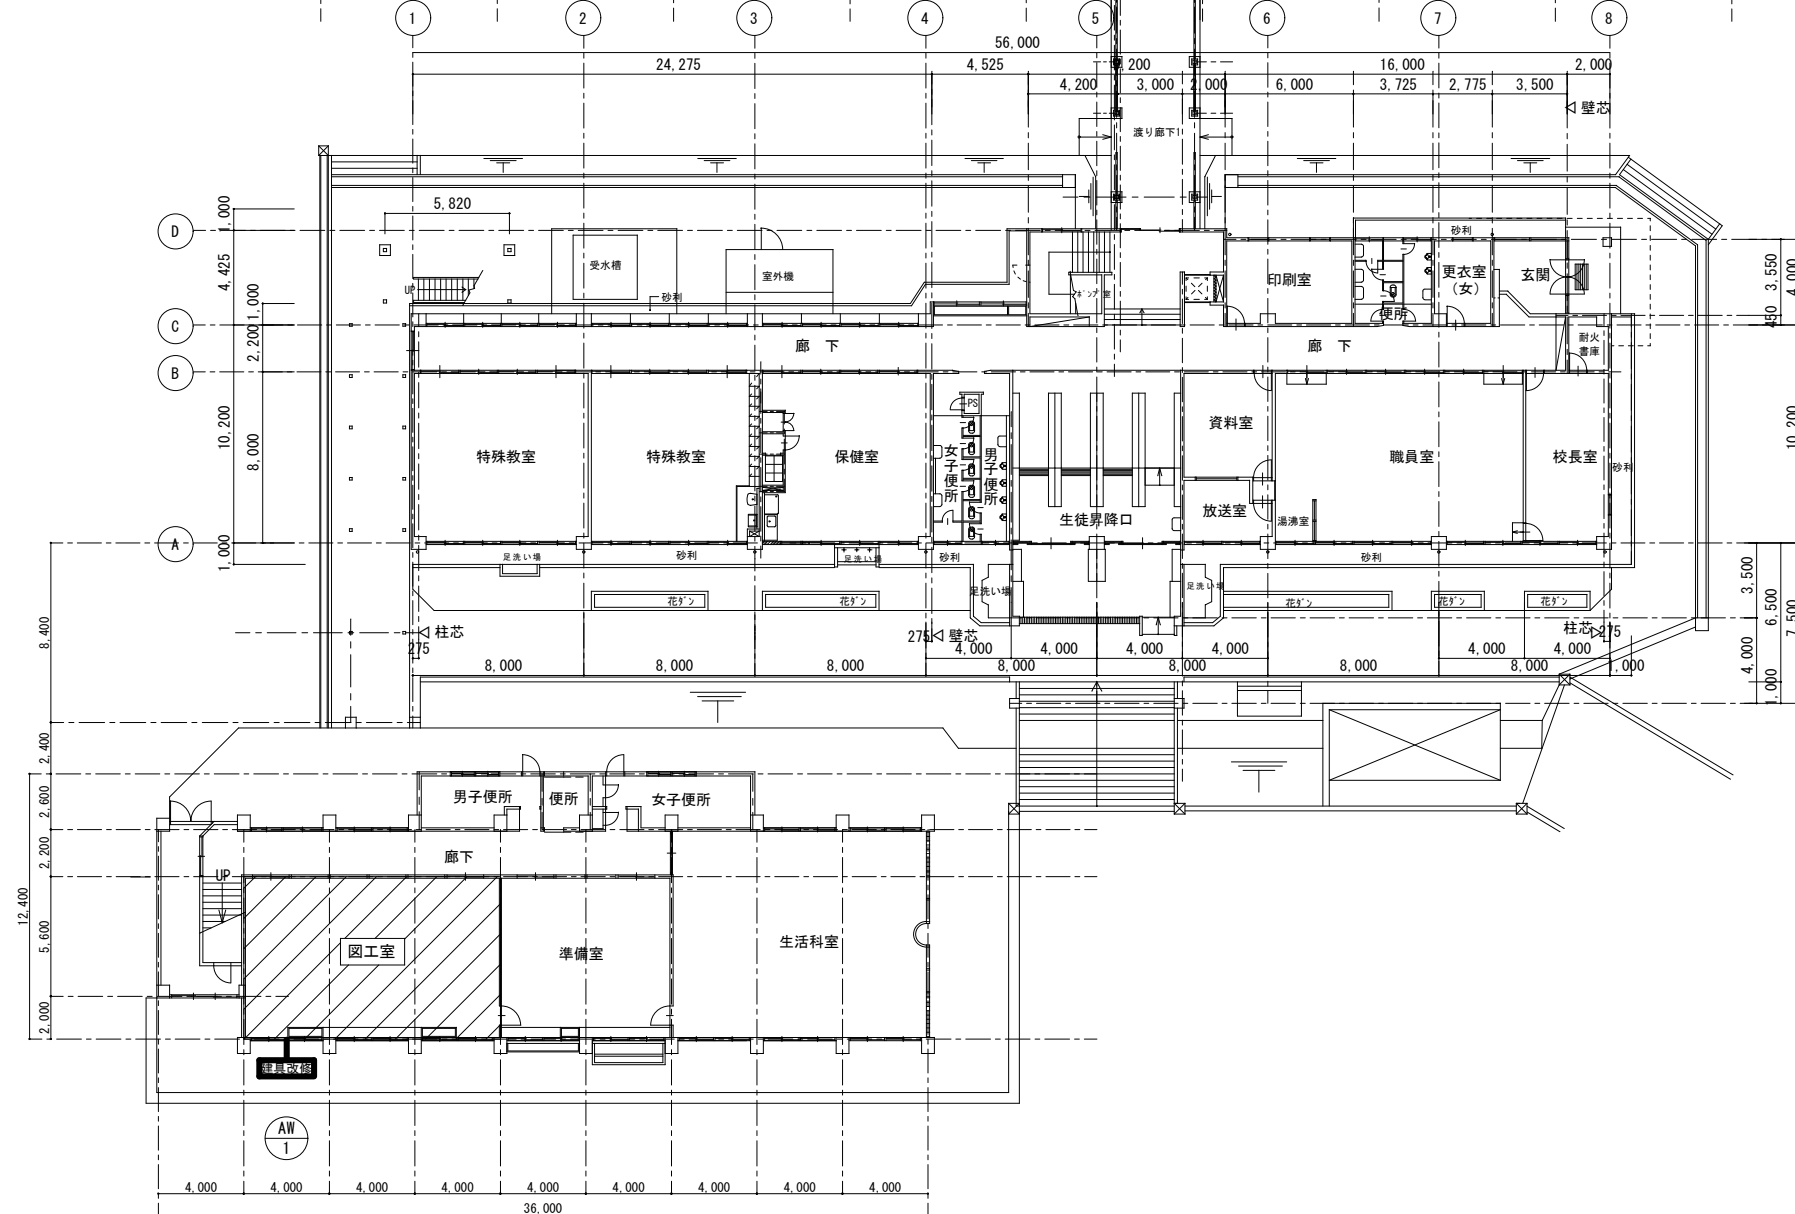 1 2 3 4 5 6 7 8
56,000
24,275 4,525 200 16,000 2,000
4,200 3,000 2,000 6,000 3,725 2,775 3,500
壁芯
渡り廊下1
5,820
1,000
4,425
1,000
2,200
10,200
8,000
1,000
D
C
B
A
受水槽
室外機
砂利
UP
ポンプ室
印刷室
便所
更衣室
(女)
玄関
砂利
3,550
4,000
450
廊 下
廊 下
耐火
書庫
特殊教室
特殊教室
保健室
PS
女子便所
男子便所
生徒昇降口
資料室
放送室
湯沸室
職員室
校長室
砂利
10,200
足洗い場
砂利
足洗い場
砂利
足洗い場
足洗い場
砂利
花ダン
花ダン
花ダン
花ダン
花ダン
3,500
6,500
7,500
4,000
1,000
柱芯
275
275
壁芯
柱芯
275
4,000 4,000 4,000 4,000 4,000 4,000
8,000 8,000 8,000 8,000 8,000 8,000 8,000 1,000
8,400
2,400
2,600
2,200
5,600
2,000
12,400
男子便所
便所
女子便所
廊下
UP
図工室
準備室
生活科室
建具改修
AW
1
4,000 4,000 4,000 4,000 4,000 4,000 4,000 4,000 4,000
36,000